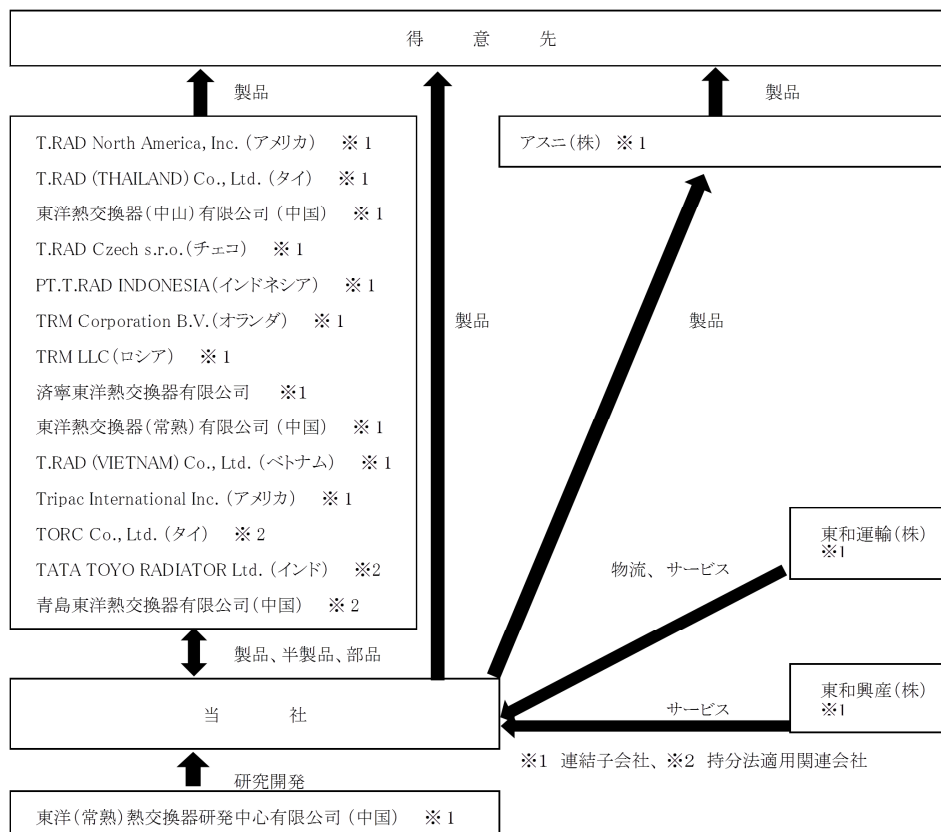 得 意 先
製品
製品
T.RAD North America, Inc. (アメリカ) ※ 1
アスニ(株) ※ 1
T.RAD (THAILAND) Co., Ltd. (タイ) ※ 1
東洋熱交換器(中山)有限公司 (中国) ※ 1
T.RAD Czech s.r.o.(チェコ) ※ 1
PT.T.RAD INDONESIA(インドネシア) ※ 1
TRM Corporation B.V.(オランダ) ※ 1
製品
製品
TRM LLC(ロシア) ※ 1
済寧東洋熱交換器有限公司 ※1
東洋熱交換器(常熟)有限公司 (中国) ※ 1
T.RAD (VIETNAM) Co., Ltd. (ベトナム) ※ 1
Tripac International Inc. (アメリカ) ※ 1
TORC Co., Ltd. (タイ) ※ 2
東和運輸(株)
※1
TATA TOYO RADIATOR Ltd. (インド) ※2
物流、サービス
青島東洋熱交換器有限公司(中国) ※ 2
製品、半製品、部品
当 社
サービス
東和興産(株)
※1
※1 連結子会社、※2 持分法適用関連会社
研究開発
東洋(常熟)熱交換器研発中心有限公司 (中国) ※ 1